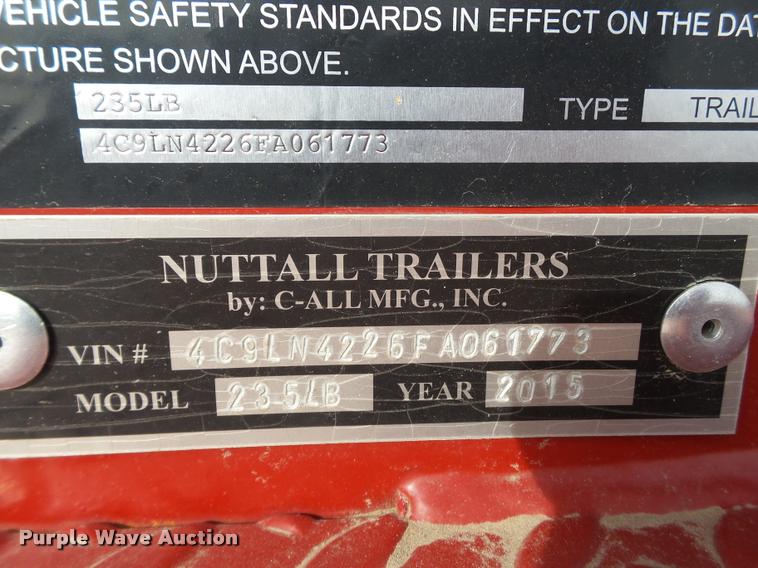 VEHICLE SAFETY STANDARDS IN EFFECT ON THE DAT
CTURE SHOWN ABOVE.
235LB TYPE TRAIL
4C9LN4226FA061773
NUTTALL TRAILERS
by: C-ALL MFG., INC.
VIN # 4C9LN4226FA061773
MODEL 235LB YEAR 2015
Purple Wave Auction